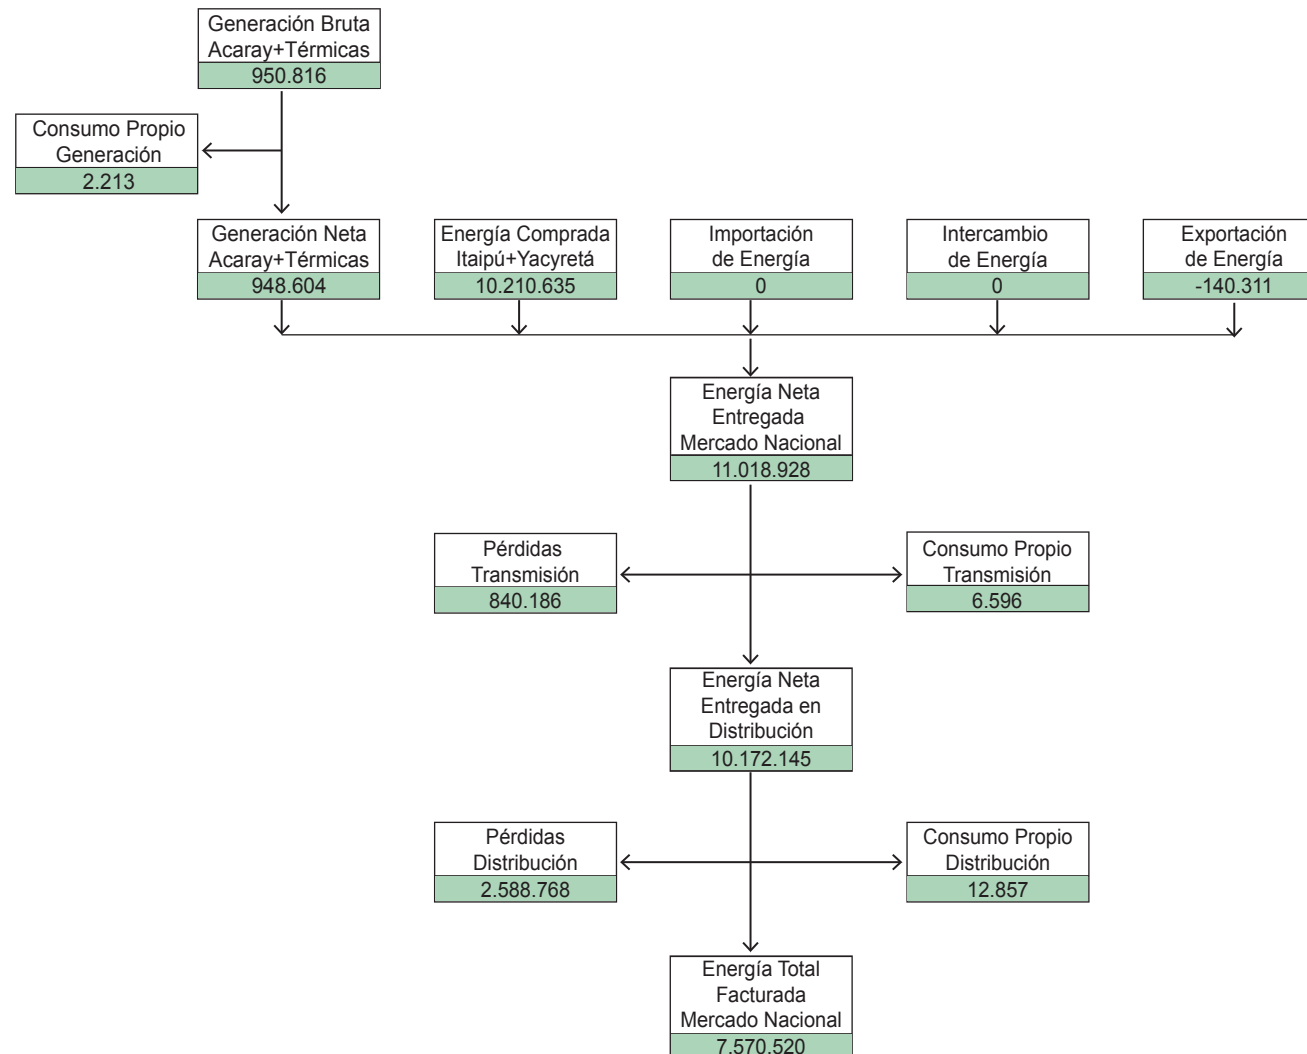 Generación Bruta
Acaray+Térmicas
950.816
Consumo Propio
Generación
2.213
Generación Neta
Acaray+Térmicas
948.604
Energía Comprada
Itaipú+Yacyretá
10.210.635
Importación
de Energía
0
Intercambio
de Energía
0
Exportación
de Energía
-140.311
Energía Neta
Entregada
Mercado Nacional
11.018.928
Pérdidas
Transmisión
840.186
Consumo Propio
Transmisión
6.596
Energía Neta
Entregada en
Distribución
10.172.145
Pérdidas
Distribución
2.588.768
Consumo Propio
Distribución
12.857
Energía Total
Facturada
Mercado Nacional
7.570.520